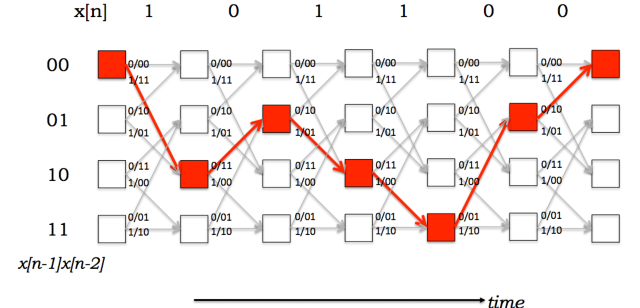 x[n] 1 0 1 1 0 0
00 0/00 0/00 0/00 0/00 0/00 0/00
1/11 1/11 1/11 1/11 1/11 1/11
01 0/10 0/10 0/10 0/10 0/10 0/10
1/01 1/01 1/01 1/01 1/01 1/01
10 0/11 0/11 0/11 0/11 0/11 0/11
1/00 1/00 1/00 1/00 1/00 1/00
11 0/01 0/01 0/01 0/01 0/01 0/01
1/10 1/10 1/10 1/10 1/10 1/10
x[n-1]x[n-2]
time